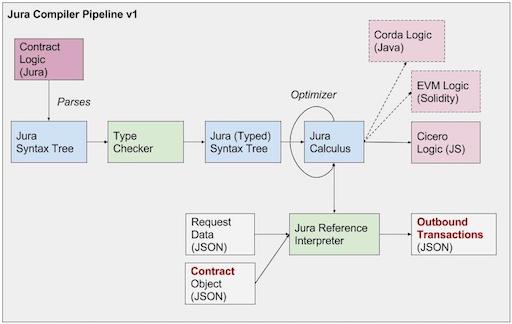 Jura Compiler Pipeline v1
Contract
Logic
(Jura)
Parses
Jura
Syntax Tree
Type
Checker
Jura (Typed)
Syntax Tree
Optimizer
Jura
Calculus
Corda Logic
(Java)
EVM Logic
(Solidity)
Cicero
Logic (JS)
Request
Data
(JSON)
Contract
Object
(JSON)
Jura Reference
Interpreter
Outbound
Transactions
(JSON)